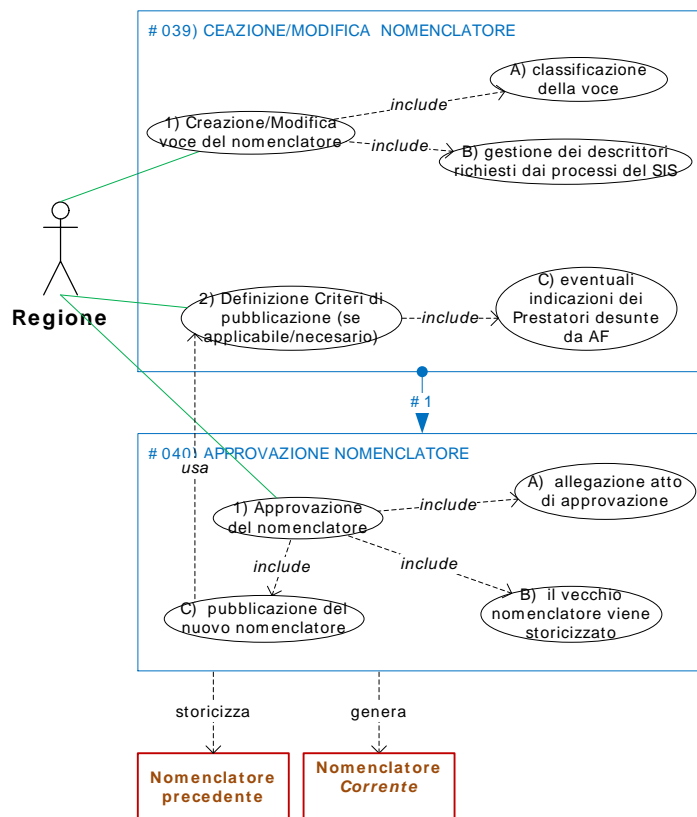 # 039) CEAZIONE/MODIFICA NOMENCLATORE
A) classificazione
della voce
include
1) Creazione/Modifica
voce del nomenclatore
include
B) gestione dei descrittori
richiesti dai processi del SIS
Regione
2) Definizione Criteri di
pubblicazione (se
applicabile/necesario)
include
C) eventuali
indicazioni dei
Prestatori desunte
da AF
# 1
# 040) APPROVAZIONE NOMENCLATORE
usa
A) allegazione atto
di approvazione
include
1) Approvazione
del nomenclatore
include
include
C) pubblicazione del
nuovo nomenclatore
B) il vecchio
nomenclatore viene
storicizzato
storicizza
genera
Nomenclatore
precedente
Nomenclatore
Corrente